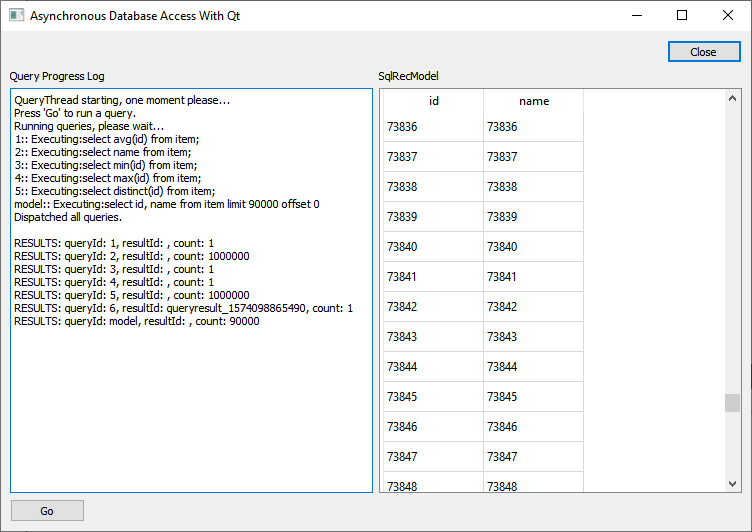 Asynchronous Database Access With Qt
Close
Query Progress Log
SqlRecModel
QueryThread starting, one moment please...
Press 'Go' to run a query.
Running queries, please wait...
1:: Executing:select avg(id) from item;
2:: Executing:select name from item;
3:: Executing:select min(id) from item;
4:: Executing:select max(id) from item;
5:: Executing:select distinct(id) from item;
model:: Executing:select id, name from item limit 90000 offset 0
Dispatched all queries.
RESULTS: queryId: 1, resultId: , count: 1
RESULTS: queryId: 2, resultId: , count: 1000000
RESULTS: queryId: 3, resultId: , count: 1
RESULTS: queryId: 4, resultId: , count: 1
RESULTS: queryId: 5, resultId: , count: 1000000
RESULTS: queryId: 6, resultId: queryresult_1574098865490, count: 1
RESULTS: queryId: model, resultId: , count: 90000
id name
73836 73836
73837 73837
73838 73838
73839 73839
73840 73840
73841 73841
73842 73842
73843 73843
73844 73844
73845 73845
73846 73846
73847 73847
73848 73848
Go